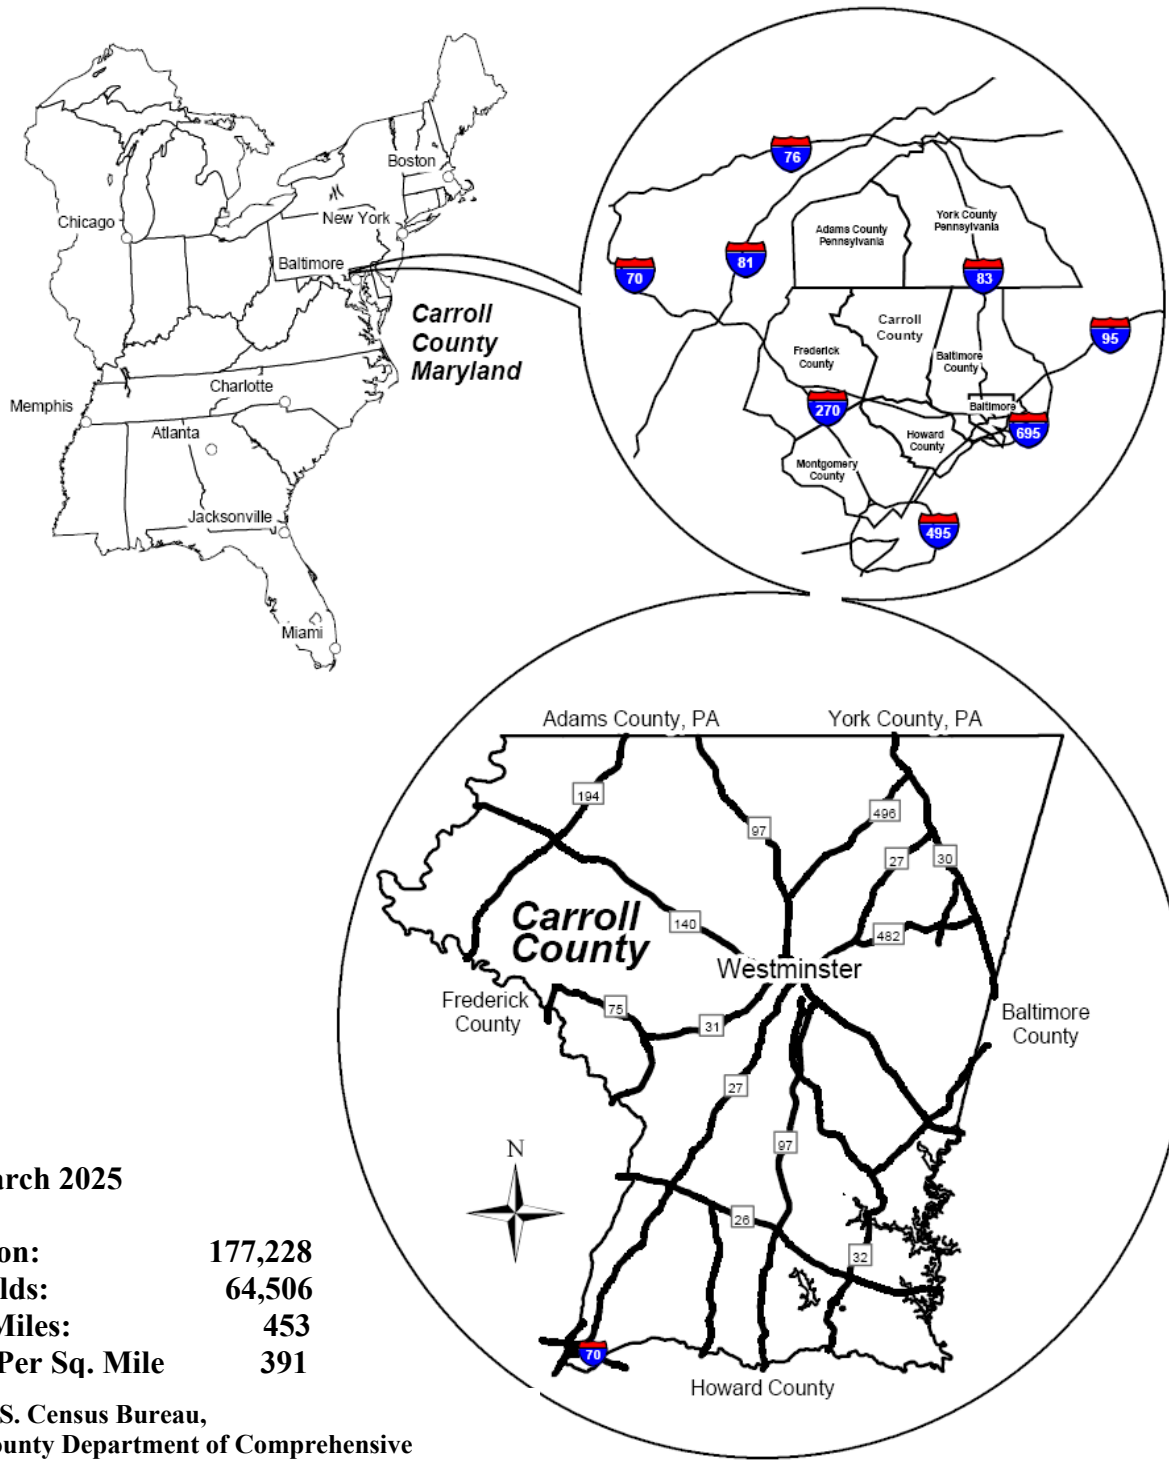 Boston
Chicago
New York
Baltimore
Carroll
County
Maryland
Charlotte
Memphis
Atlanta
Jacksonville
Miami
76
81
70
83
95
270
695
495
Adams County
Pennsylvania
York County
Pennsylvania
Carroll
County
Frederick
County
Baltimore
County
Baltimore
Howard
County
Montgomery
County
Adams County, PA
York County, PA
194
97
496
27
30
140
482
Carroll
County
Westminster
Frederick
County
75
31
Baltimore
County
27
97
N
26
32
70
Howard County
arch 2025
on: 177,228
lds: 64,506
Miles: 453
Per Sq. Mile 391
S. Census Bureau,
ounty Department of Comprehensive